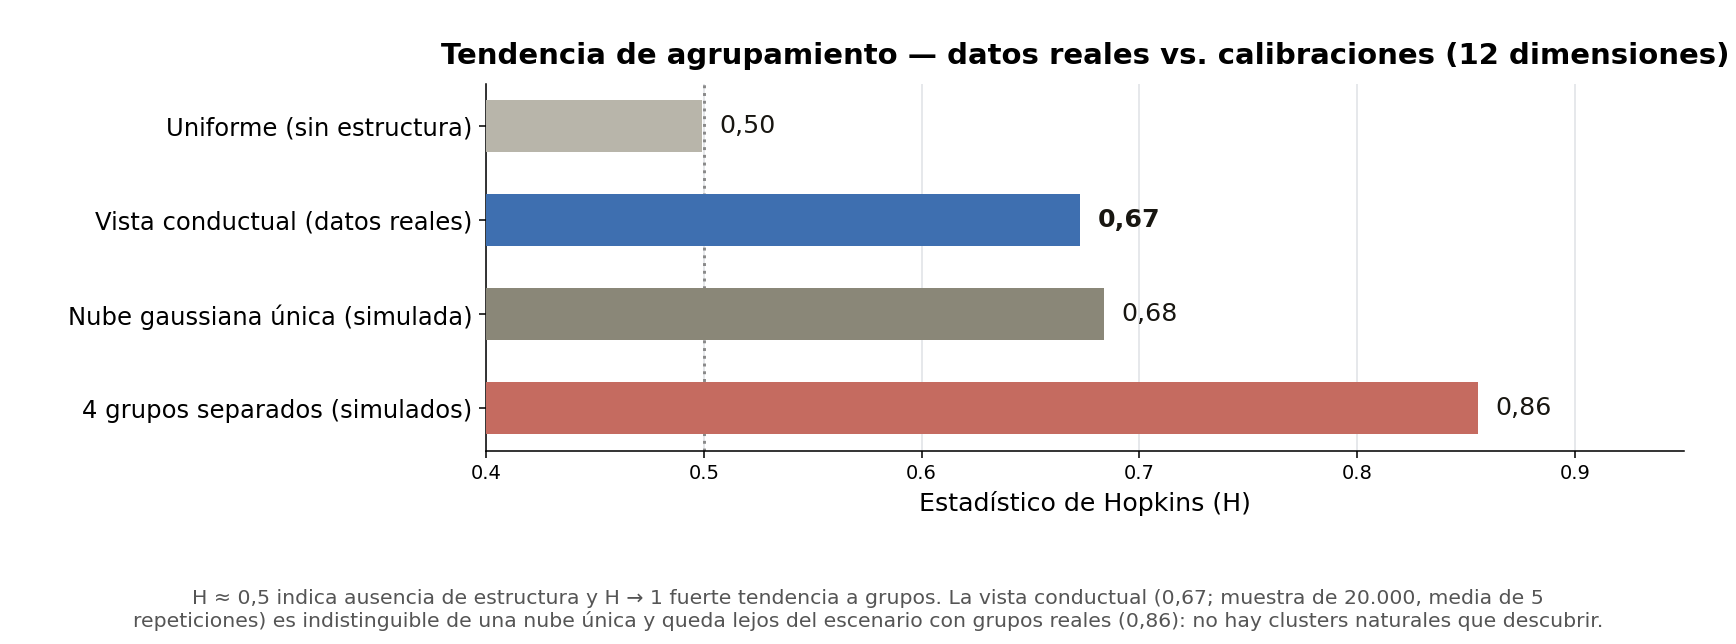 Tendencia de agrupamiento — datos reales vs. calibraciones (12 dimensiones)
Uniforme (sin estructura)
0,50
Vista conductual (datos reales)
0,67
Nube gaussiana única (simulada)
0,68
4 grupos separados (simulados)
0,86
0.4
0.5
0.6
0.7
0.8
0.9
Estadístico de Hopkins (H)
H ≈ 0,5 indica ausencia de estructura y H → 1 fuerte tendencia a grupos. La vista conductual (0,67; muestra de 20.000, media de 5
repeticiones) es indistinguible de una nube única y queda lejos del escenario con grupos reales (0,86): no hay clusters naturales que descubrir.